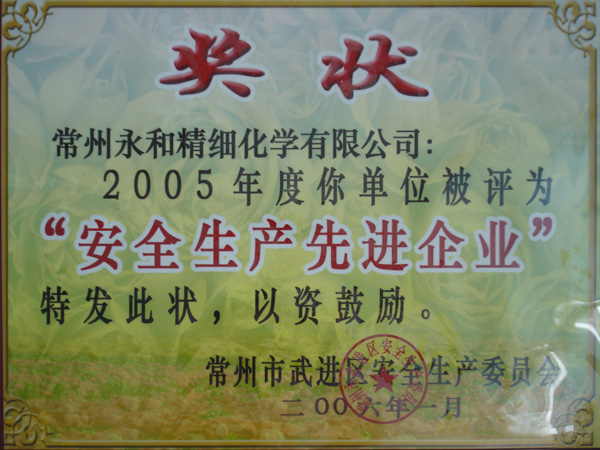 奖状
常州永和精细化学有限公司：
2005年度你单位被评为
“安全生产先进企业”
特发此状，以资鼓励。
常州市武进区安全生产委员会
二〇〇六年一月